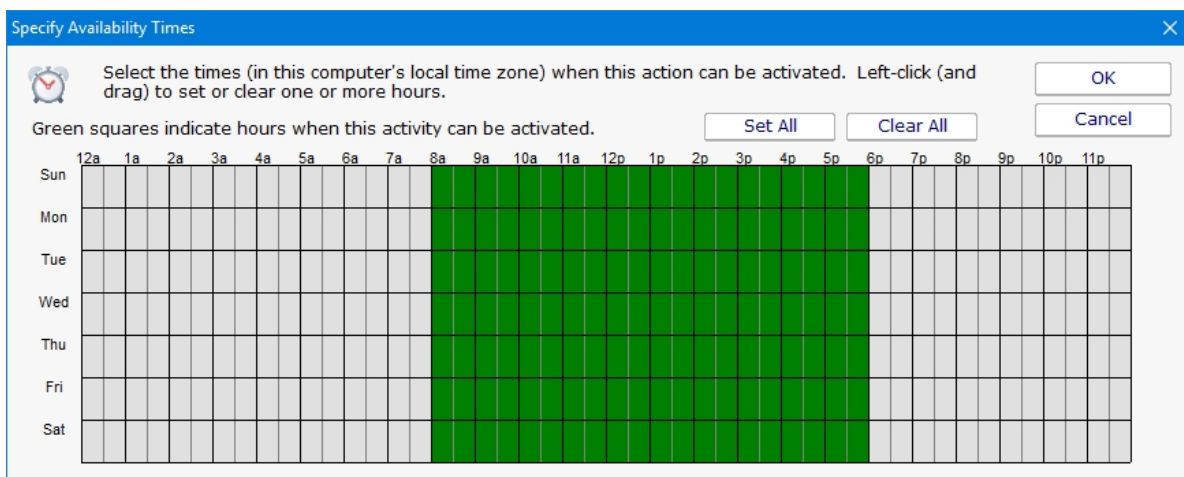 Specify Availability Times
Select the times (in this computer's local time zone) when this action can be activated.  Left-click (and
drag) to set or clear one or more hours.
OK
Cancel
Green squares indicate hours when this activity can be activated.
Set All
Clear All
12a 1a 2a 3a 4a 5a 6a 7a 8a 9a 10a 11a 12p 1p 2p 3p 4p 5p 6p 7p 8p 9p 10p 11p
Sun
Mon
Tue
Wed
Thu
Fri
Sat